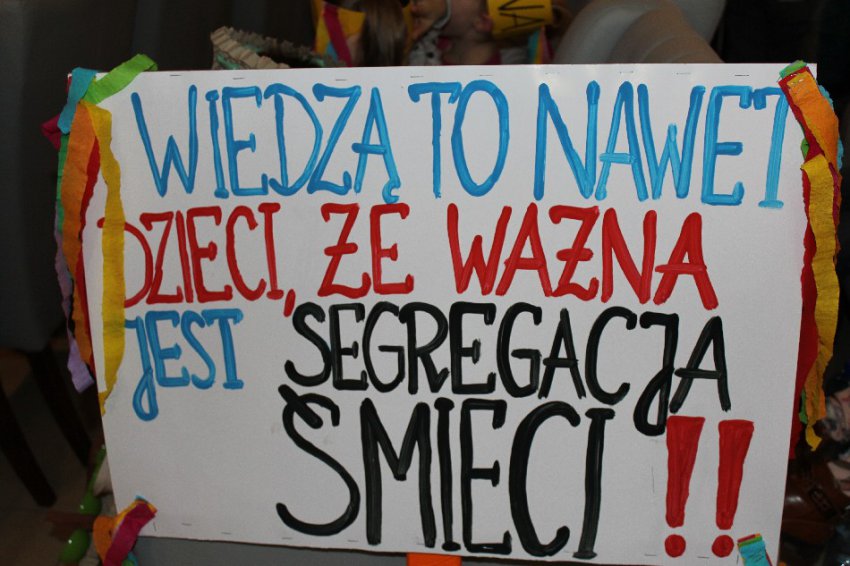 WIEDZĄ TO NAWET
DZIECI, ŻE WAŻNA
JEST SEGREGACJA
ŚMIECI !!